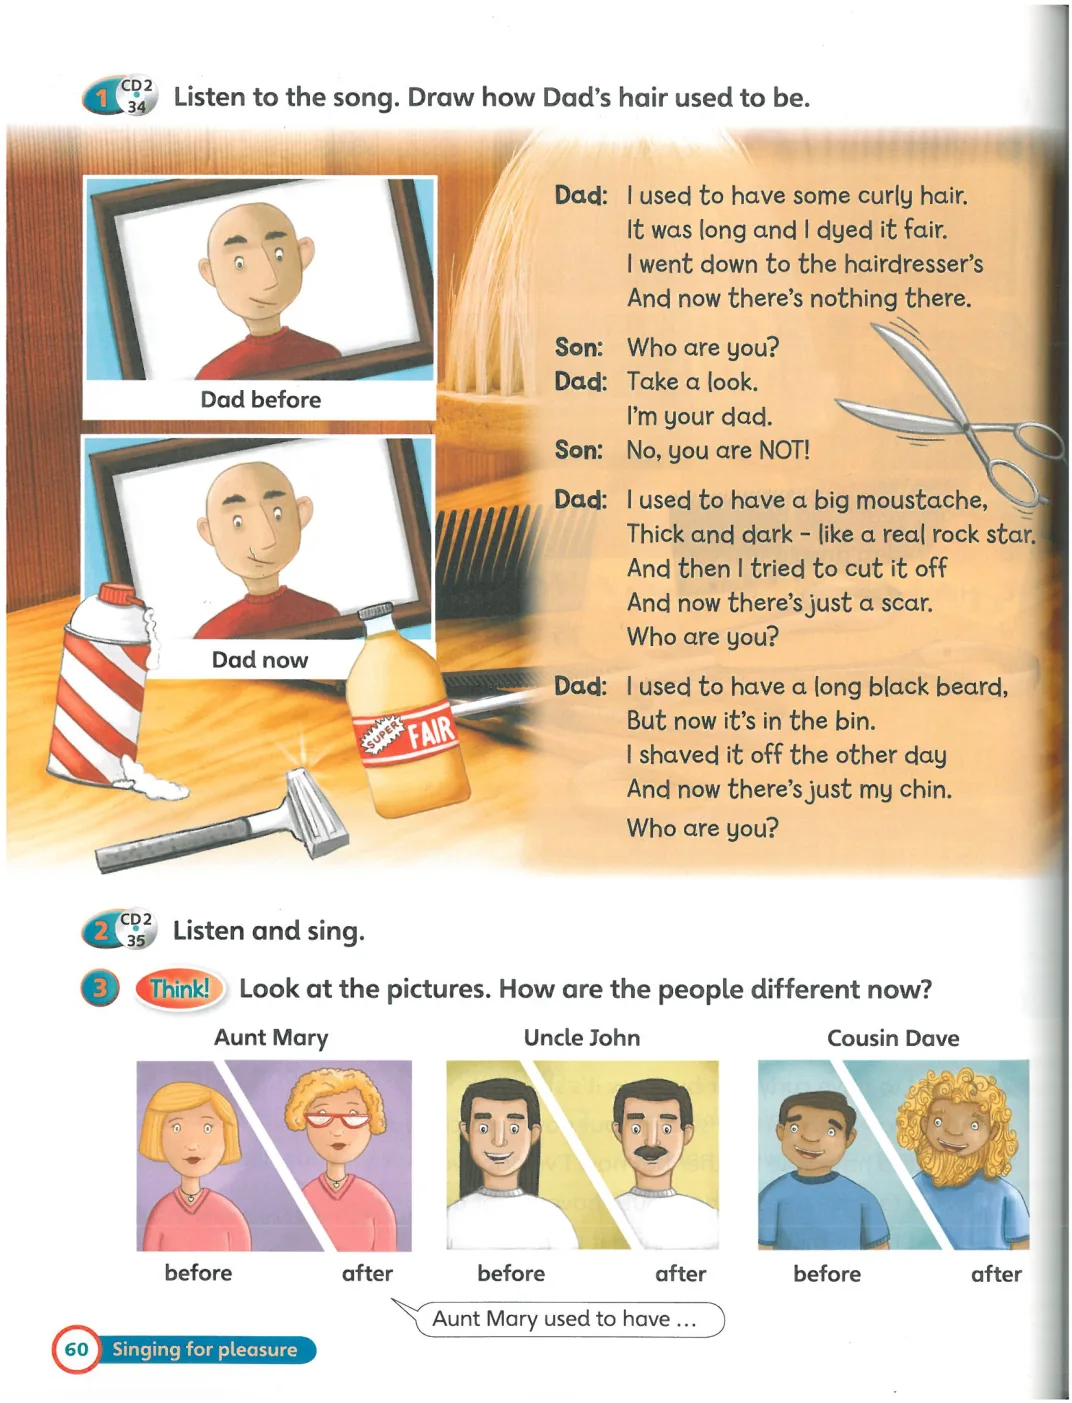 1 CD2 34 Listen to the song. Draw how Dad's hair used to be.
Dad before
Dad now
SUPER FAIR
Dad: I used to have some curly hair.
It was long and I dyed it fair.
I went down to the hairdresser's
And now there's nothing there.
Son: Who are you?
Dad: Take a look.
I'm your dad.
Son: No, you are NOT!
Dad: I used to have a big moustache,
Thick and dark – like a real rock star.
And then I tried to cut it off
And now there's just a scar.
Who are you?
Dad: I used to have a long black beard,
But now it's in the bin.
I shaved it off the other day
And now there's just my chin.
Who are you?
2 CD2 35 Listen and sing.
3 Think! Look at the pictures. How are the people different now?
Aunt Mary Uncle John Cousin Dave
before after before after before after
Aunt Mary used to have ...
60 Singing for pleasure